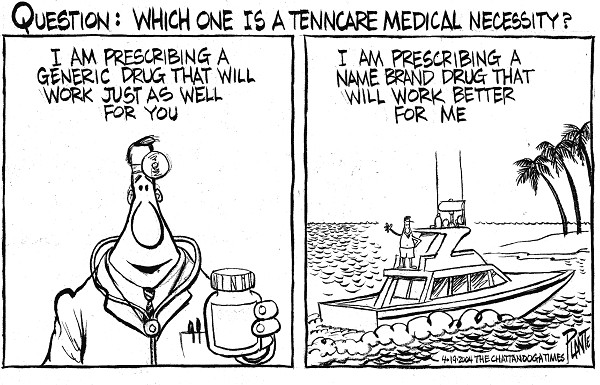 QUESTION: WHICH ONE IS A TENNCARE MEDICAL NECESSITY?
I AM PRESCRIBING A
GENERIC DRUG THAT WILL
WORK JUST AS WELL
FOR YOU
I AM PRESCRIBING A
NAME BRAND DRUG THAT
WILL WORK BETTER
FOR ME
4-19-2004 THE CHATTANOOGA TIMES
PLANTE